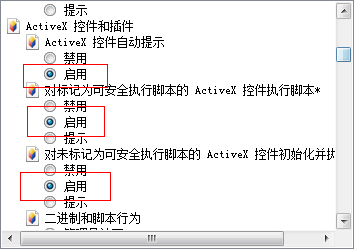 提示
ActiveX 控件和插件
ActiveX 控件自动提示
禁用
启用
对标记为可安全执行脚本的 ActiveX 控件执行脚本*
禁用
启用
提示
对未标记为可安全执行脚本的 ActiveX 控件初始化并执
禁用
启用
提示
二进制和脚本行为